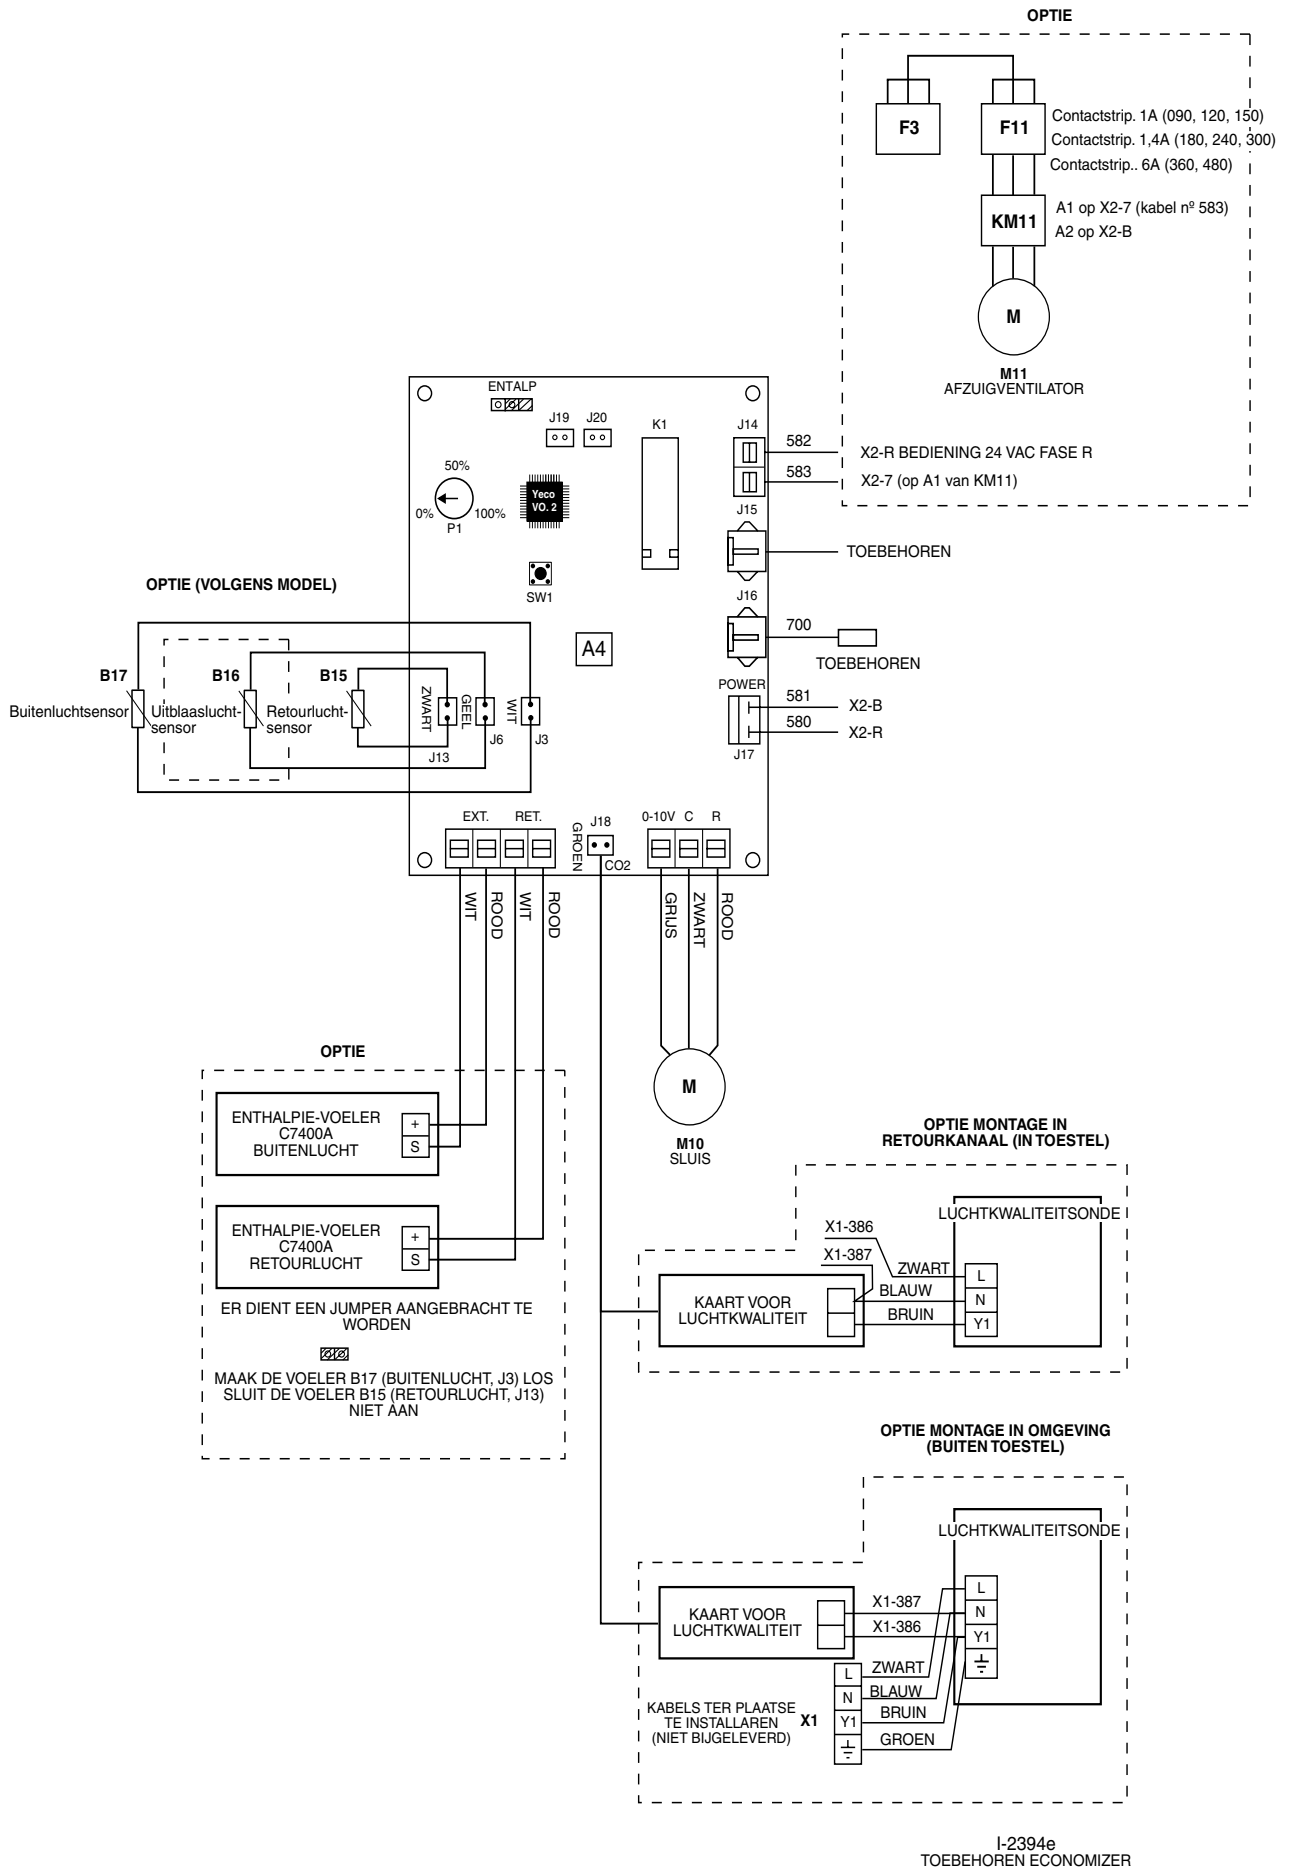 OPTIE
F3
F11
Contactstrip. 1A (090, 120, 150)
Contactstrip. 1,4A (180, 240, 300)
Contactstrip.. 6A (360, 480)
KM11
A1 op X2-7 (kabel nº 583)
A2 op X2-B
M
M11
AFZUIGVENTILATOR
ENTALP
J19
J20
K1
J14
582
X2-R BEDIENING 24 VAC FASE R
583
X2-7 (op A1 van KM11)
50%
0%
100%
P1
Yeco
VO. 2
J15
TOEBEHOREN
SW1
J16
700
TOEBEHOREN
A4
OPTIE (VOLGENS MODEL)
B17
Buitenluchtsensor
B16
Uitblaaslucht-
sensor
B15
Retourlucht-
sensor
ZWART
J13
GEEL
J6
WIT
J3
POWER
581
X2-B
580
X2-R
J17
EXT.
RET.
GROEN
J18
CO2
0-10V
C
R
WIT
ROOD
WIT
ROOD
GRIJS
ZWART
ROOD
M
M10
SLUIS
OPTIE
ENTHALPIE-VOELER
C7400A
BUITENLUCHT
+
S
ENTHALPIE-VOELER
C7400A
RETOURLUCHT
+
S
ER DIENT EEN JUMPER AANGEBRACHT TE
WORDEN
MAAK DE VOELER B17 (BUITENLUCHT, J3) LOS
SLUIT DE VOELER B15 (RETOURLUCHT, J13)
NIET AAN
OPTIE MONTAGE IN
RETOURKANAAL (IN TOESTEL)
LUCHTKWALITEITSONDE
X1-386
X1-387
ZWART
BLAUW
BRUIN
L
N
Y1
KAART VOOR
LUCHTKWALITEIT
OPTIE MONTAGE IN OMGEVING
(BUITEN TOESTEL)
LUCHTKWALITEITSONDE
KAART VOOR
LUCHTKWALITEIT
X1-387
X1-386
L
N
Y1
KABELS TER PLAATSE
TE INSTALLAREN
(NIET BIJGELEVERD)
X1
L
N
Y1
ZWART
BLAUW
BRUIN
GROEN
I-2394e
TOEBEHOREN ECONOMIZER